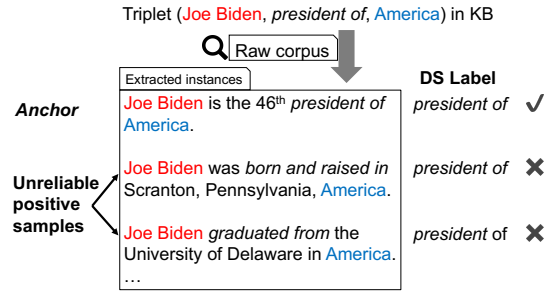 Triplet (Joe Biden, president of, America) in KB
Raw corpus
Extracted instances
DS Label
Anchor
Joe Biden is the 46th president of
America.
president of
Unreliable
positive
samples
Joe Biden was born and raised in
Scranton, Pennsylvania, America.
president of
Joe Biden graduated from the
University of Delaware in America.
president of
...